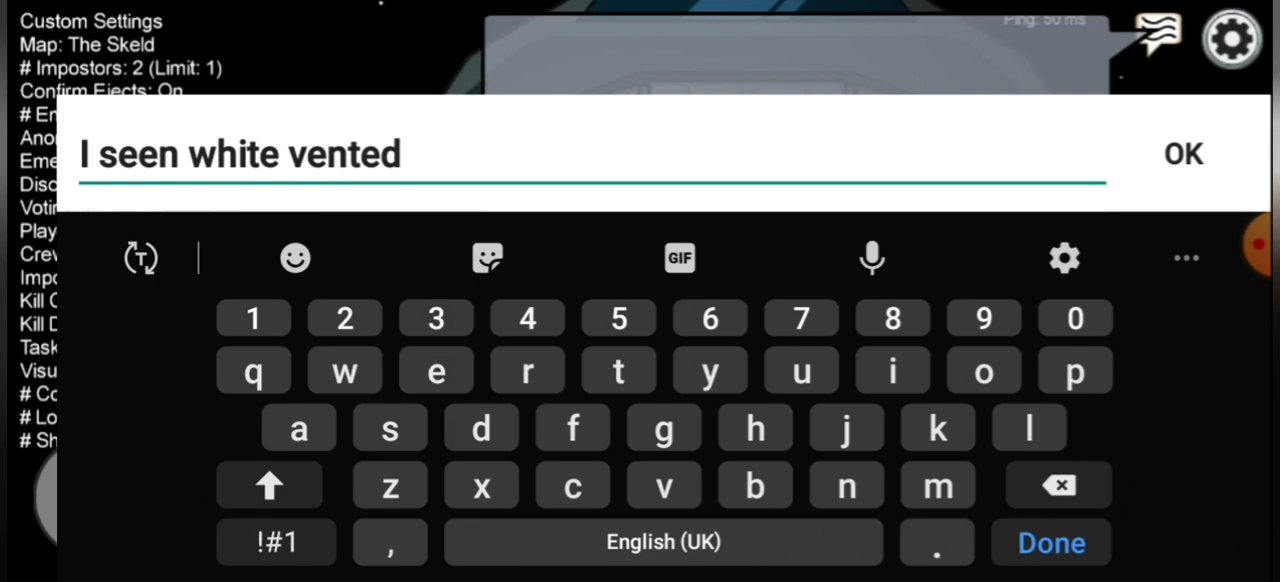 Custom Settings
Map: The Skeld
# Impostors: 2 (Limit: 1)
Confirm Ejects: On
Ping: 50 ms
I seen white vented
OK
GIF
1 2 3 4 5 6 7 8 9 0
q w e r t y u i o p
a s d f g h j k l
z x c v b n m
!#1 , English (UK) . Done